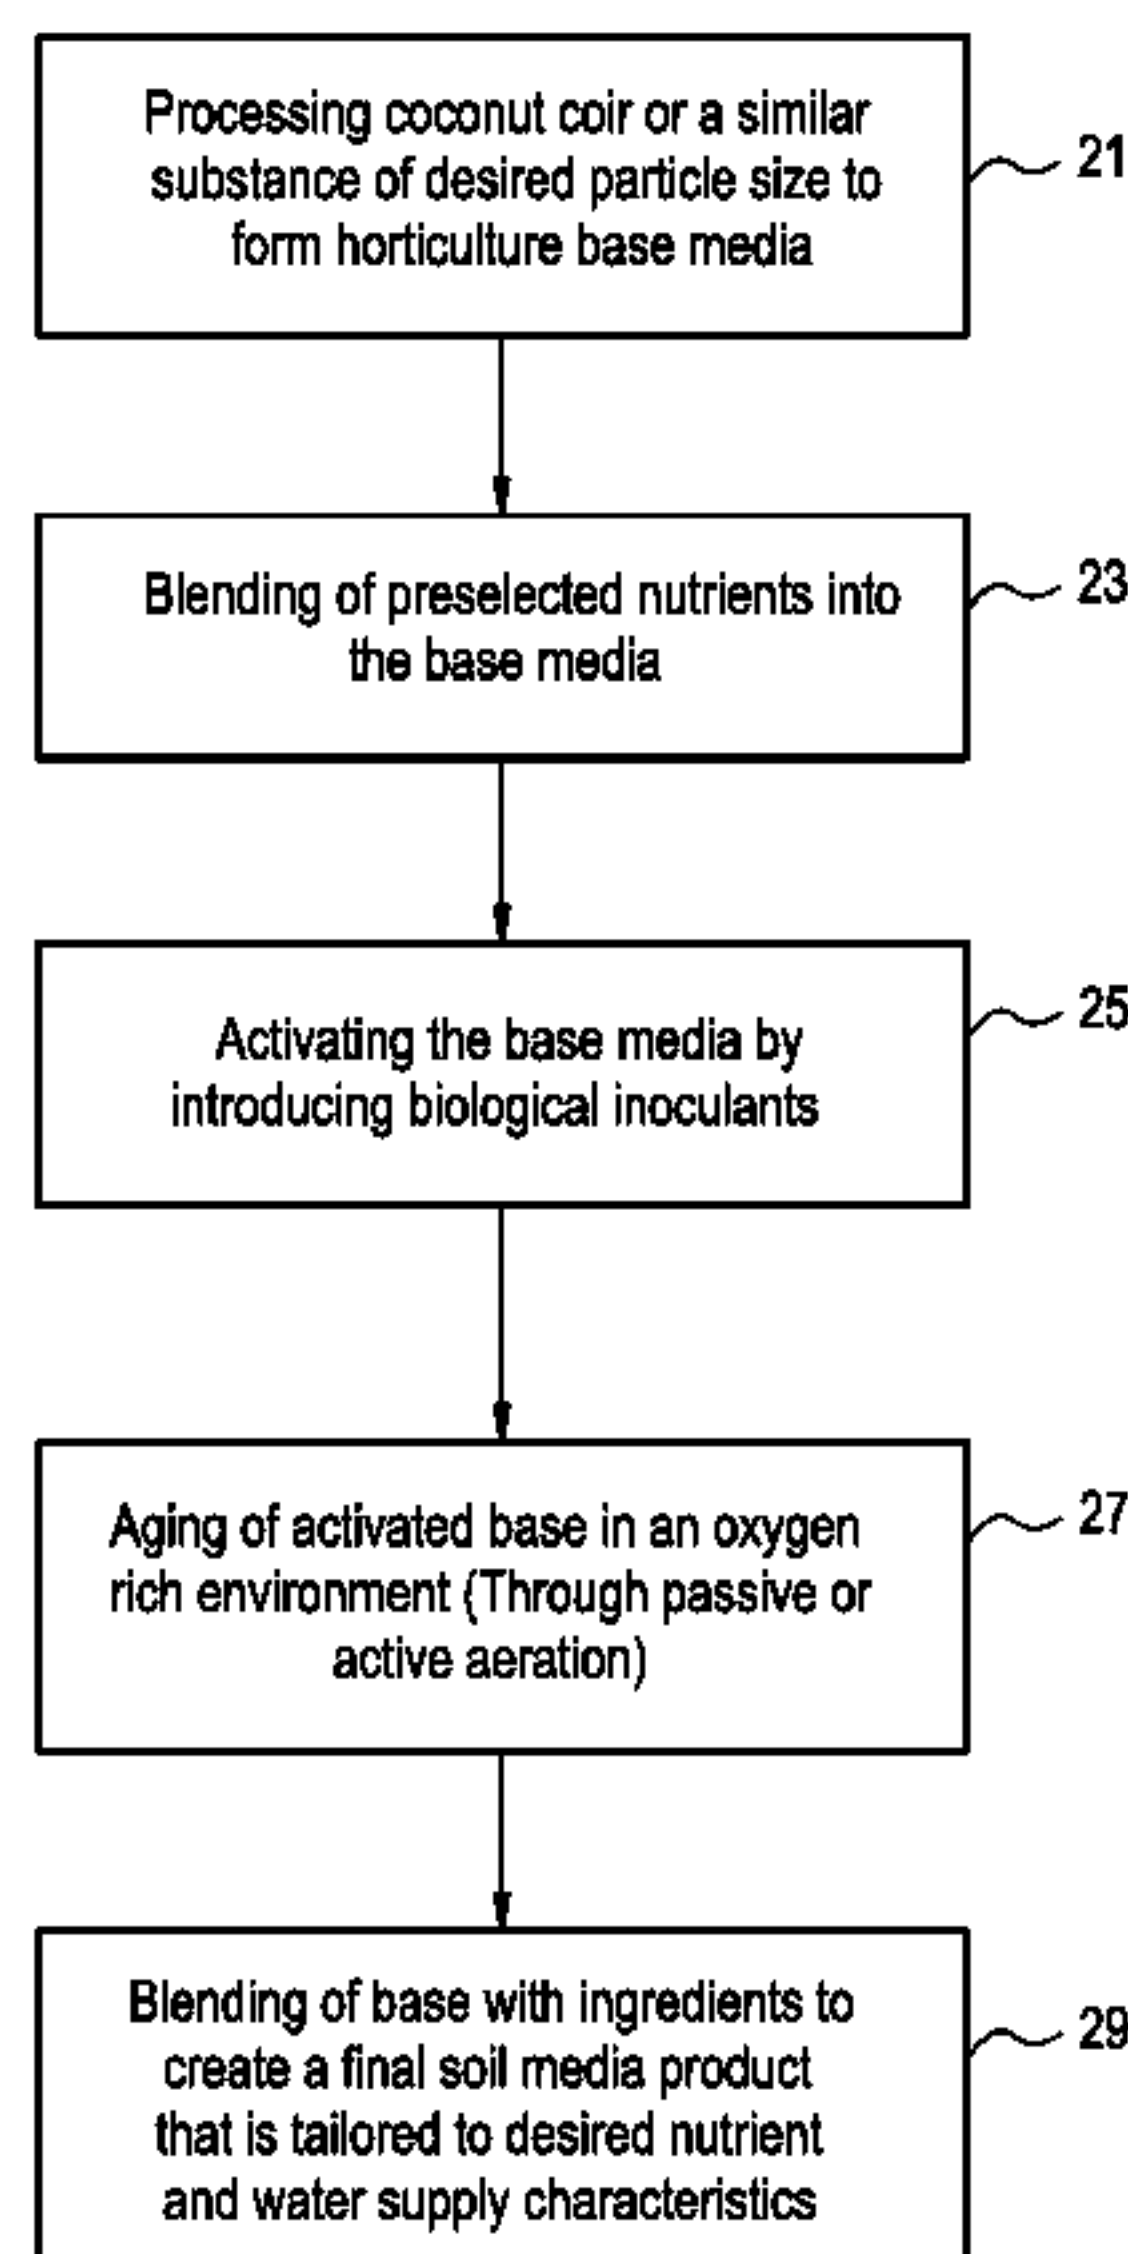 Processing coconut coir or a similar
substance of desired particle size to
form horticulture base media
21
Blending of preselected nutrients into
the base media
23
Activating the base media by
introducing biological inoculants
25
Aging of activated base in an oxygen
rich environment (Through passive or
active aeration)
27
Blending of base with ingredients to
create a final soil media product
that is tailored to desired nutrient
and water supply characteristics
29